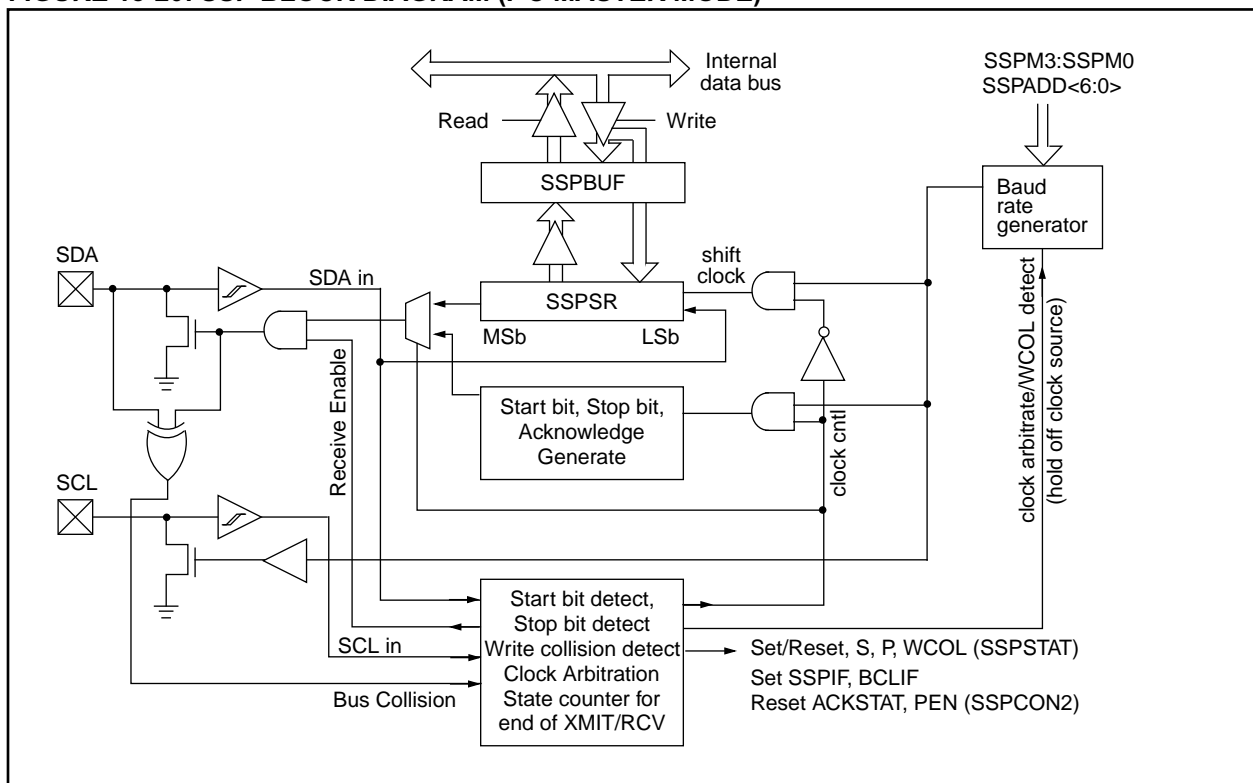 Internal
data bus
SSPM3:SSPM0
SSPADD<6:0>
Read
Write
SSPBUF
Baud
rate
generator
SDA
SDA in
shift
clock
SSPSR
MSb
LSb
Start bit, Stop bit,
Acknowledge
Generate
Receive Enable
clock cntl
clock arbitrate/WCOL detect
(hold off clock source)
SCL
SCL in
Bus Collision
Start bit detect,
Stop bit detect
Write collision detect
Clock Arbitration
State counter for
end of XMIT/RCV
Set/Reset, S, P, WCOL (SSPSTAT)
Set SSPIF, BCLIF
Reset ACKSTAT, PEN (SSPCON2)